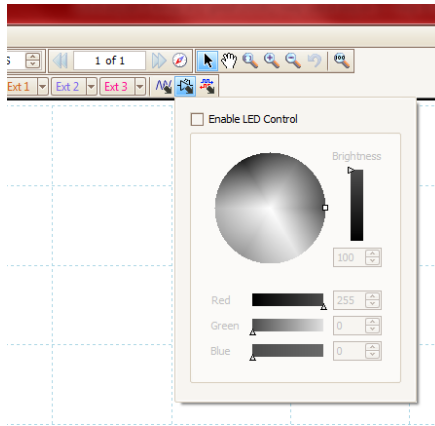 S 1 of 1 100
Ext 1 Ext 2 Ext 3
Enable LED Control
Brightness
100
Red 255
Green 0
Blue 0